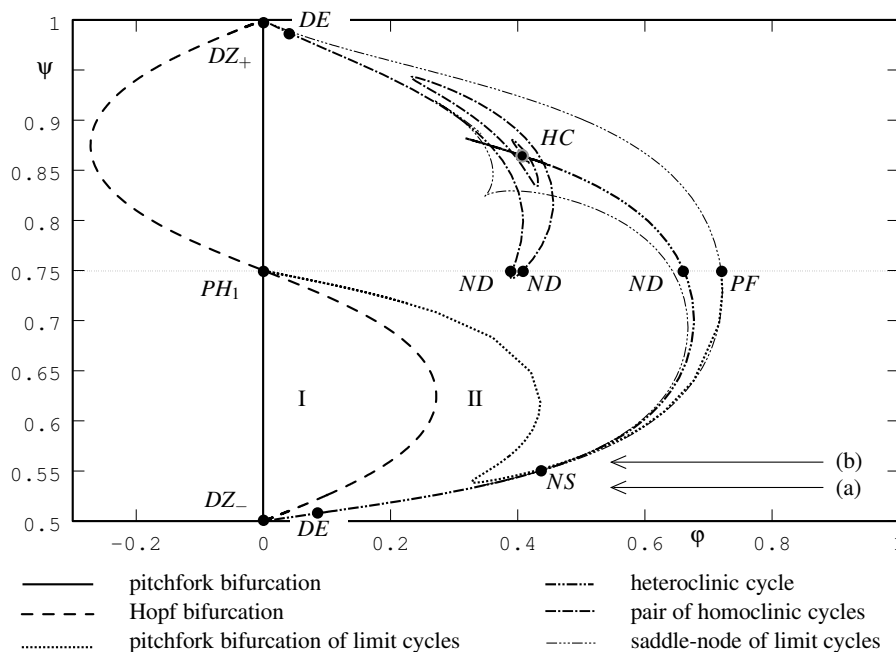 1
DE
ψ
DZ+
0.9
HC
0.85
0.8
0.75
PH1
ND
ND
ND
PF
0.7
0.65
I
II
0.6
0.55
NS
(b)
(a)
DZ−
0.5
DE
−0.2
0
0.2
0.4
0.6
φ
0.8
1
pitchfork bifurcation
heteroclinic cycle
Hopf bifurcation
pair of homoclinic cycles
pitchfork bifurcation of limit cycles
saddle-node of limit cycles